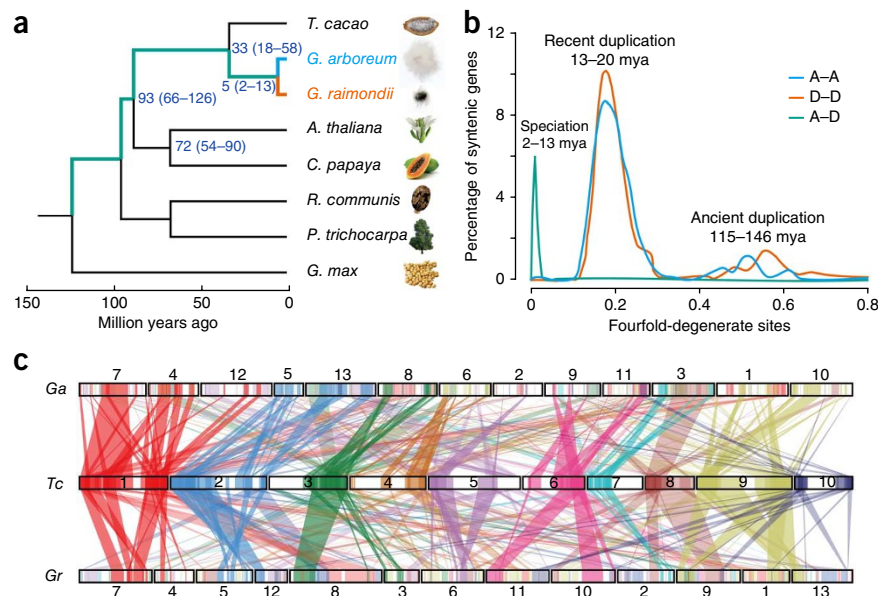 a
T. cacao
33 (18–58)
G. arboreum
5 (2–13)
G. raimondii
93 (66–126)
A. thaliana
72 (54–90)
C. papaya
R. communis
P. trichocarpa
G. max
150 100 50 0
Million years ago
b
12
8
4
0
Percentage of syntenic genes
Recent duplication
13–20 mya
Speciation
2–13 mya
Ancient duplication
115–146 mya
A–A
D–D
A–D
0 0.2 0.4 0.6 0.8
Fourfold-degenerate sites
c
7 4 12 5 13 8 6 2 9 11 3 1 10
Ga
Tc 1 2 3 4 5 6 7 8 9 10
Gr
7 4 5 12 8 3 6 11 10 2 9 1 13